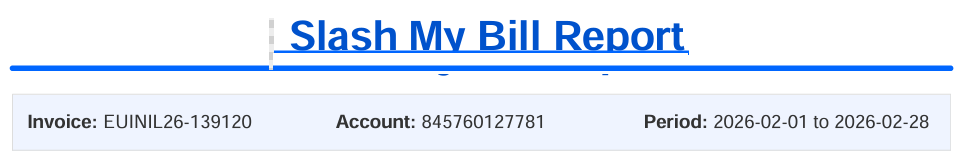 Slash My Bill Report
Invoice: EUINIL26-139120 Account: 845760127781 Period: 2026-02-01 to 2026-02-28